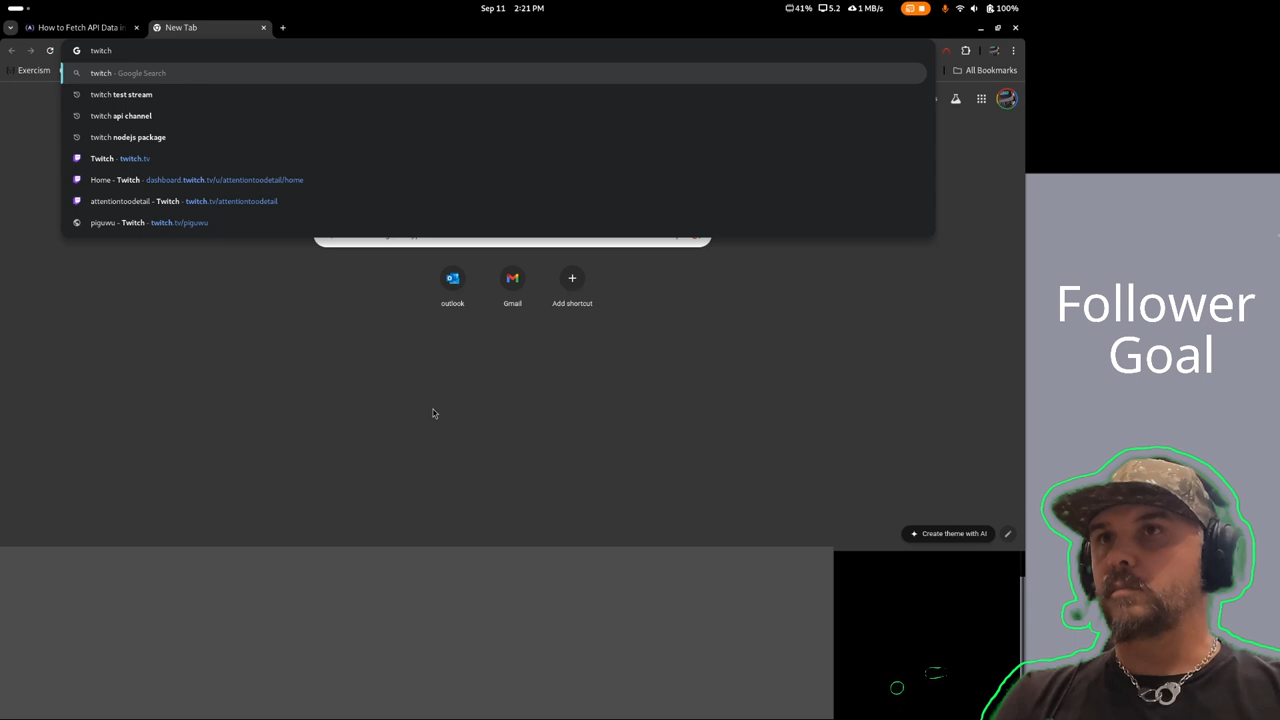 Sep 11 2:21 PM
41% 5.2 1 MB/s 100%
How to Fetch API Data in
New Tab
twitch
Exercism
All Bookmarks
twitch - Google Search
twitch test stream
twitch api channel
twitch nodejs package
Twitch - twitch.tv
Home - Twitch - dashboard.twitch.tv/u/attentiontoodetail/home
attentiontoodetail - Twitch - twitch.tv/attentiontoodetail
piguwu - Twitch - twitch.tv/piguwu
outlook
Gmail
Add shortcut
Create theme with AI
Follower
Goal